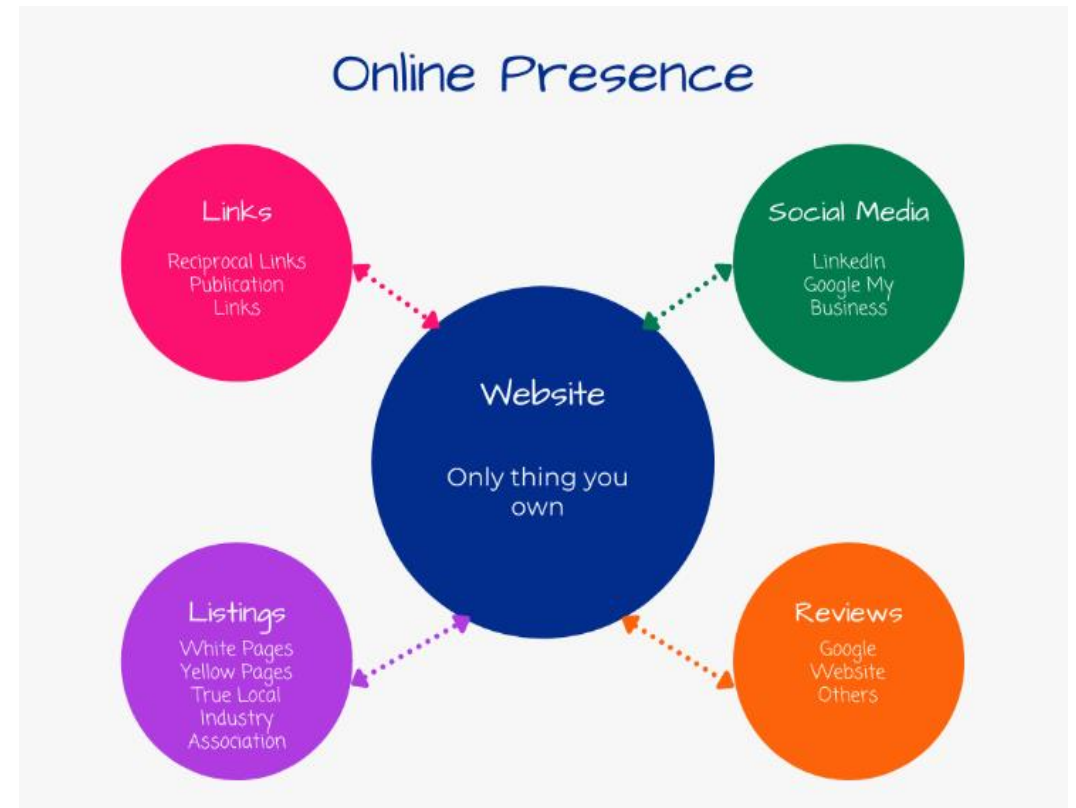 Online Presence
Links
Reciprocal Links
Publication
Links
Social Media
LinkedIn
Google My
Business
Website
Only thing you
own
Listings
White Pages
Yellow Pages
True Local
Industry
Association
Reviews
Google
Website
Others